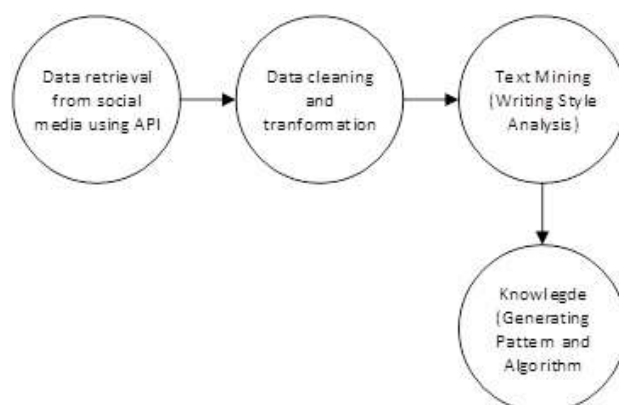 Data retrieval
from social
media using API
Data cleaning
and
tranformation
Text Mining
(Writing Style
Analysis)
Knowlegde
(Generating
Pattern and
Algorithm